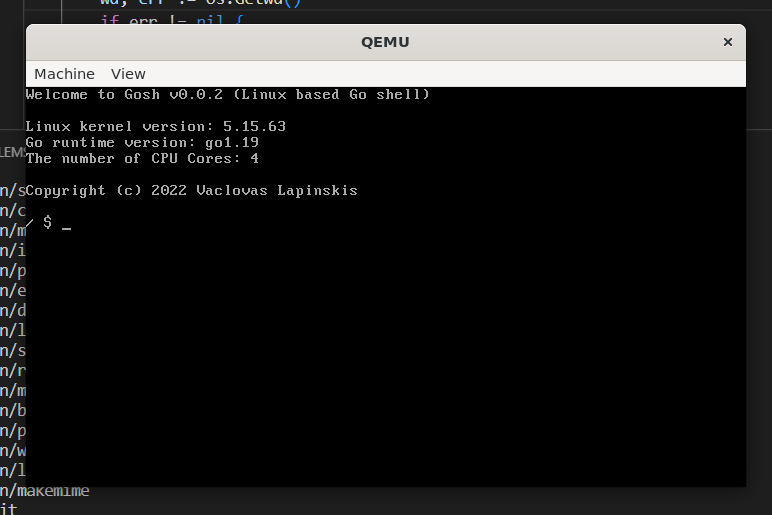 wd, err := os.Getwd()
if err != nil {
QEMU
Machine View
Welcome to Gosh v0.0.2 (Linux based Go shell)
Linux kernel version: 5.15.63
Go runtime version: go1.19
The number of CPU Cores: 4
Copyright (c) 2022 Vaclovas Lapinskis
/ $ _
LEMS
n/s
n/c
n/m
n/i
n/p
n/e
n/d
n/l
n/s
n/r
n/m
n/b
n/p
n/w
n/l
n/makemime
it